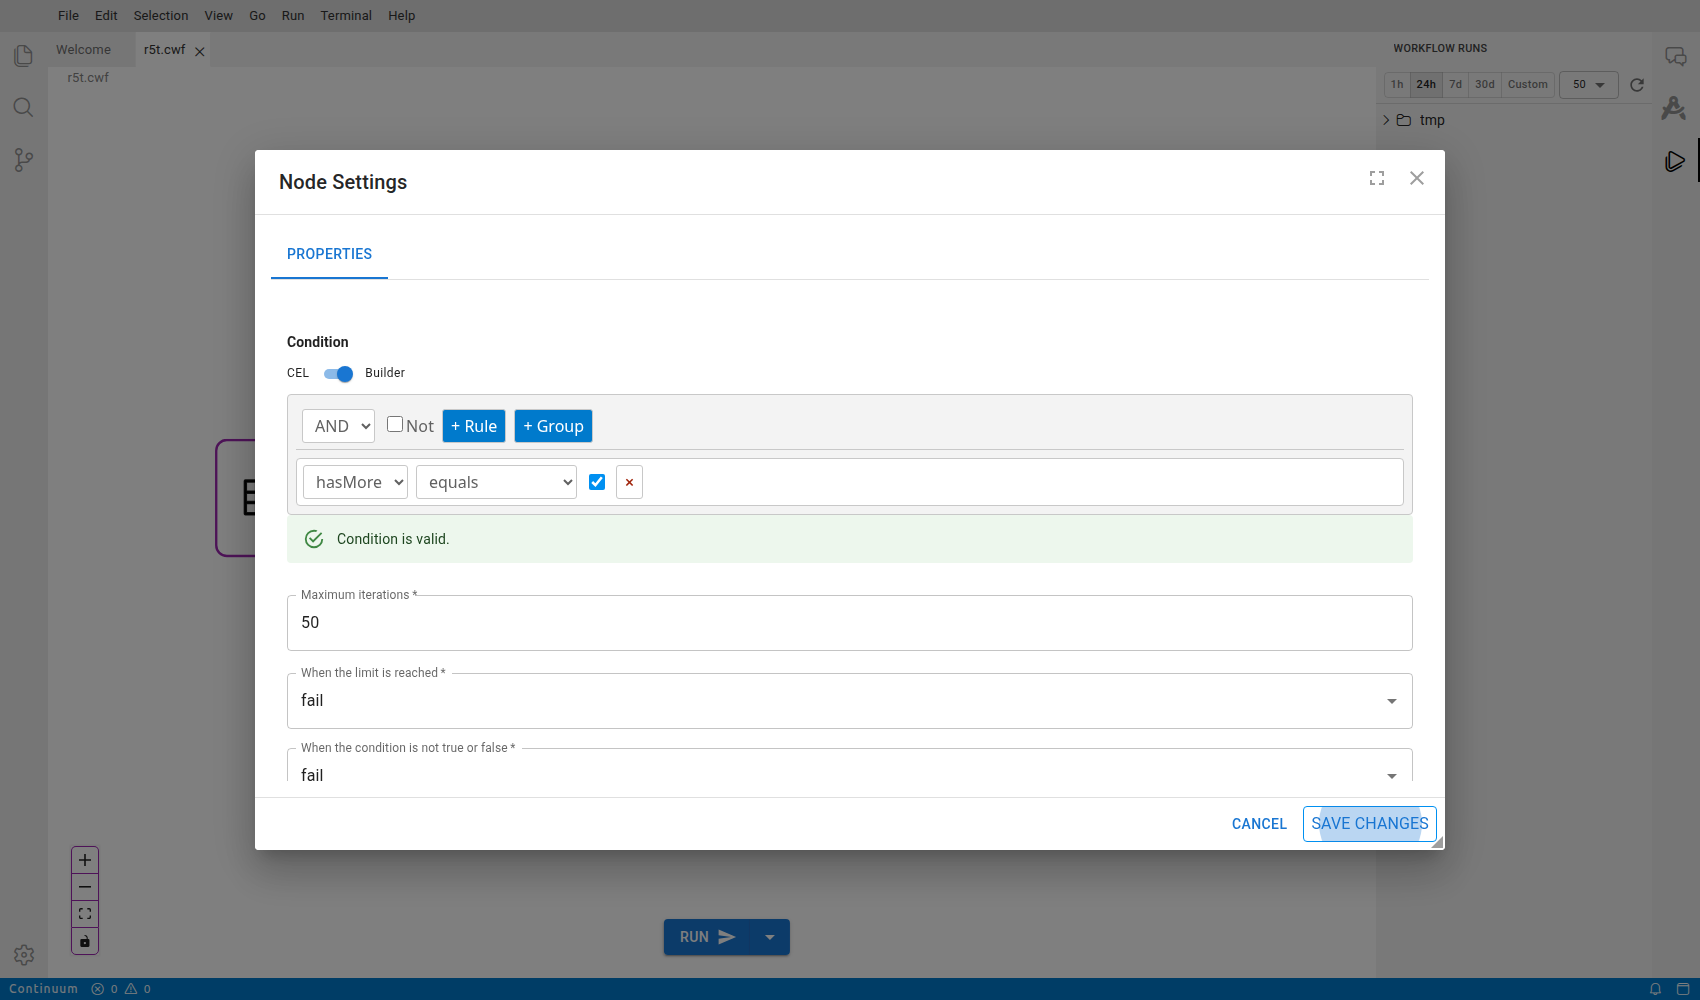 File Edit Selection View Go Run Terminal Help
Welcome r5t.cwf
r5t.cwf
WORKFLOW RUNS
1h 24h 7d 30d Custom 50
tmp
Node Settings
PROPERTIES
Condition
CEL Builder
AND Not + Rule + Group
hasMore equals
Condition is valid.
Maximum iterations *
50
When the limit is reached *
fail
When the condition is not true or false *
fail
CANCEL SAVE CHANGES
RUN
Continuum 0 0